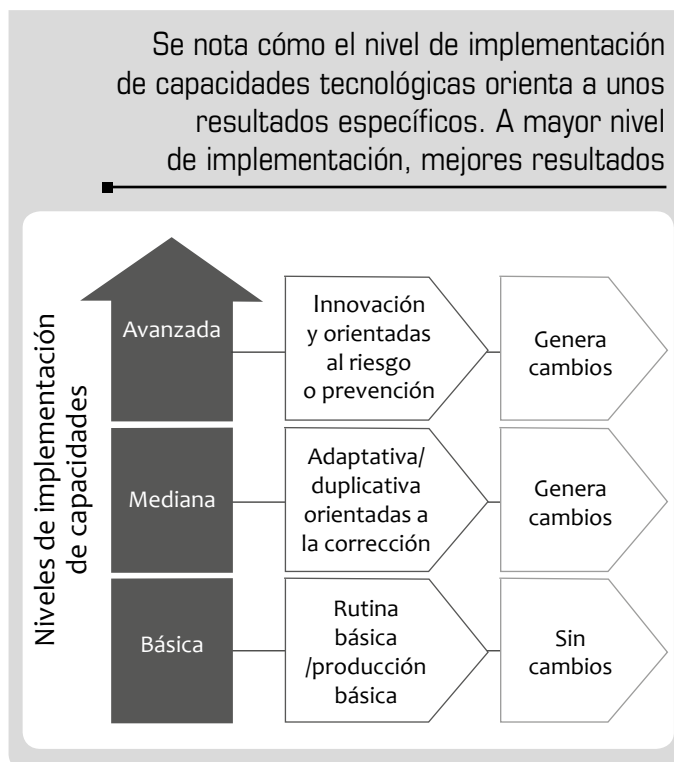 Se nota cómo el nivel de implementación
de capacidades tecnológicas orienta a unos
resultados específicos. A mayor nivel
de implementación, mejores resultados
Niveles de implementación
de capacidades
Avanzada
Innovación
y orientadas
al riesgo
o prevención
Genera
cambios
Mediana
Adaptativa/
duplicativa
orientadas a
la corrección
Genera
cambios
Básica
Rutina
básica
/producción
básica
Sin
cambios